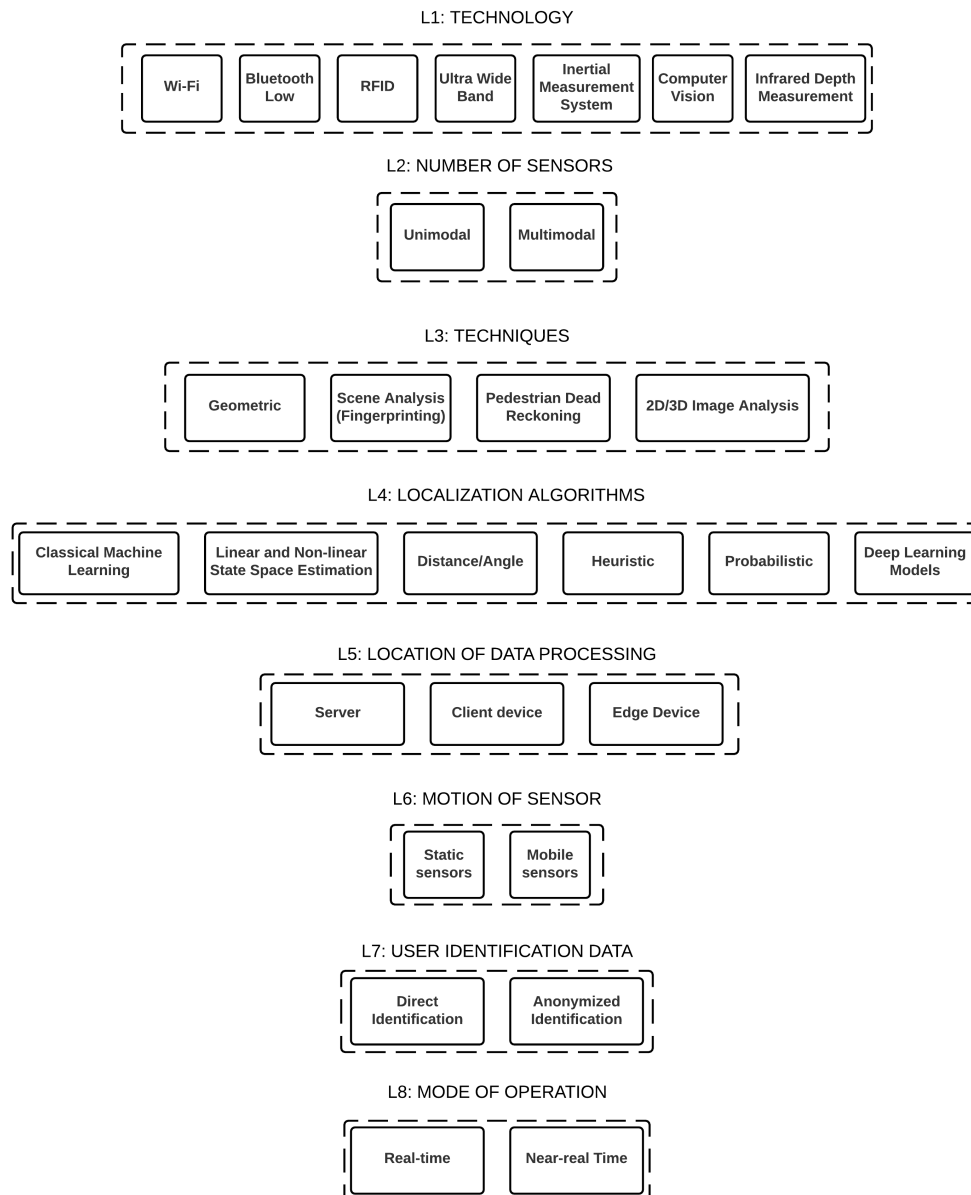 L1: TECHNOLOGY
Wi-Fi
Bluetooth
Low
RFID
Ultra Wide
Band
Inertial
Measurement
System
Computer
Vision
Infrared Depth
Measurement
L2: NUMBER OF SENSORS
Unimodal
Multimodal
L3: TECHNIQUES
Geometric
Scene Analysis
(Fingerprinting)
Pedestrian Dead
Reckoning
2D/3D Image Analysis
L4: LOCALIZATION ALGORITHMS
Classical Machine
Learning
Linear and Non-linear
State Space Estimation
Distance/Angle
Heuristic
Probabilistic
Deep Learning
Models
L5: LOCATION OF DATA PROCESSING
Server
Client device
Edge Device
L6: MOTION OF SENSOR
Static
sensors
Mobile
sensors
L7: USER IDENTIFICATION DATA
Direct
Identification
Anonymized
Identification
L8: MODE OF OPERATION
Real-time
Near-real Time